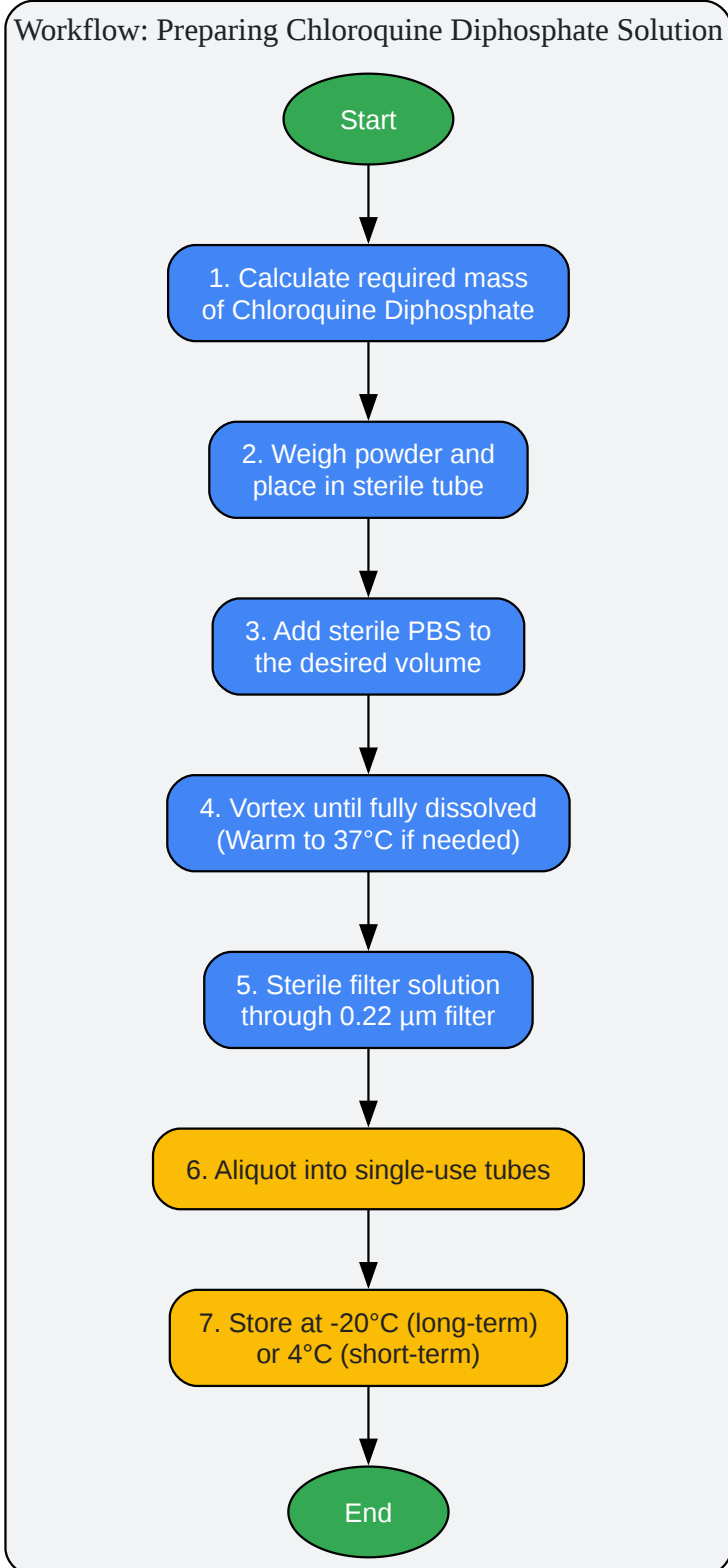 Workflow: Preparing Chloroquine Diphosphate Solution
Start
1. Calculate required mass
of Chloroquine Diphosphate
2. Weigh powder and
place in sterile tube
3. Add sterile PBS to
the desired volume
4. Vortex until fully dissolved
(Warm to 37°C if needed)
5. Sterile filter solution
through 0.22 µm filter
6. Aliquot into single-use tubes
7. Store at -20°C (long-term)
or 4°C (short-term)
End